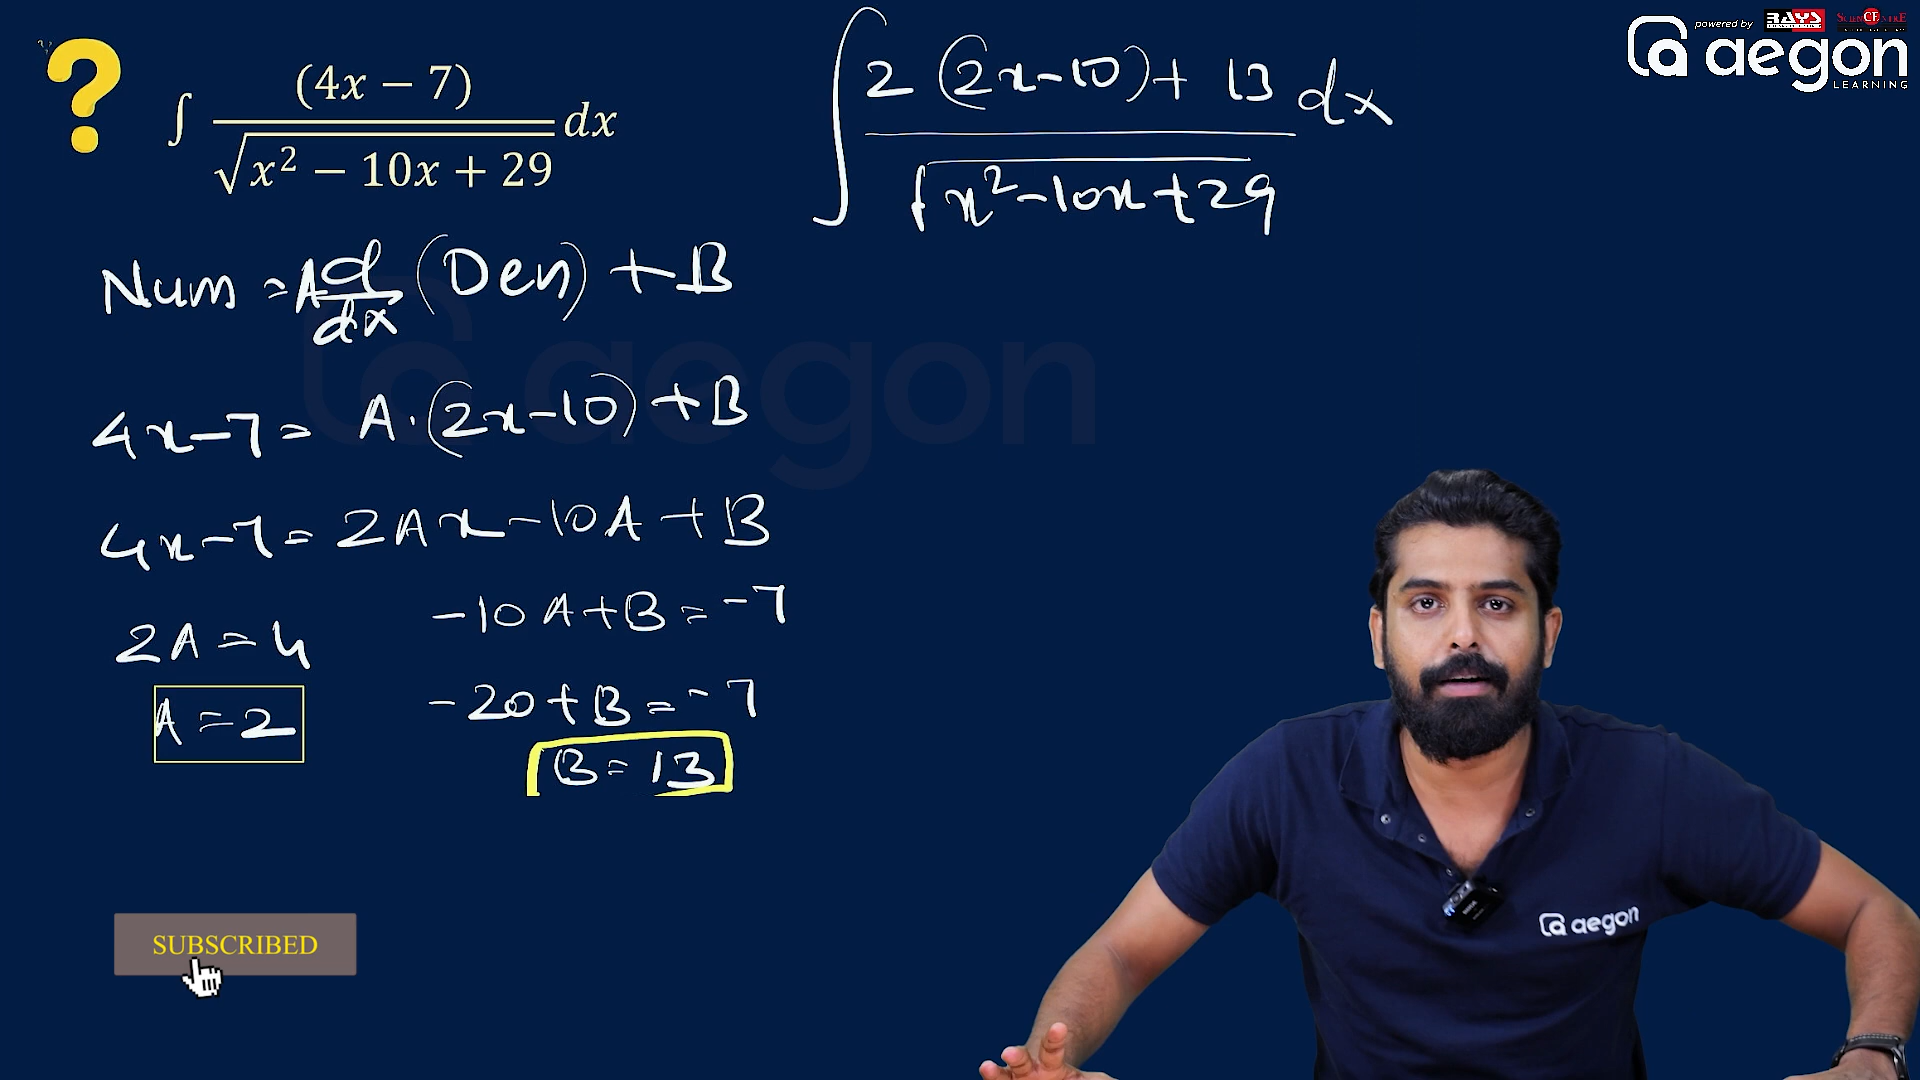 ∫ (4x − 7) / √(x² − 10x + 29) dx
Num = A d/dx (Den) + B
4x-7 = A.(2x-10)+B
4x-7 = 2Ax-10A+B
2A=4
A=2
-10A+B=-7
-20+B=-7
B=13
∫ 2(2x-10)+13 / √x²-10x+29 dx
powered by RAYS
aegon
LEARNING
aegon
aegon
SUBSCRIBED